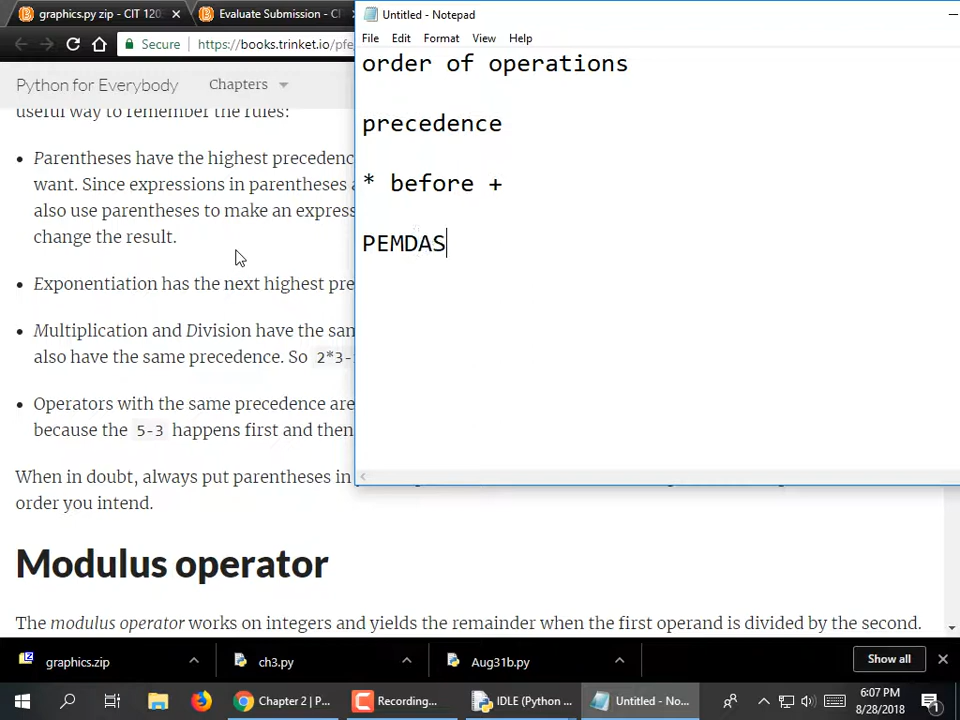 graphics.py zip - CIT 120
Evaluate Submission - C
Untitled - Notepad
Secure
https://books.trinket.io/pfe
File Edit Format View Help
Python for Everybody
Chapters
order of operations
useful way to remember the rules:
precedence
Parentheses have the highest precedenc
want. Since expressions in parentheses
also use parentheses to make an express
change the result.
* before +
PEMDAS
Exponentiation has the next highest pre
Multiplication and Division have the sam
also have the same precedence. So 2*3-
Operators with the same precedence are
because the 5-3 happens first and then
When in doubt, always put parentheses in
order you intend.
Modulus operator
The modulus operator works on integers and yields the remainder when the first operand is divided by the second.
graphics.zip
ch3.py
Aug31b.py
Show all
Chapter 2 | P...
Recording...
IDLE (Python ...
Untitled - No...
6:07 PM
8/28/2018
1